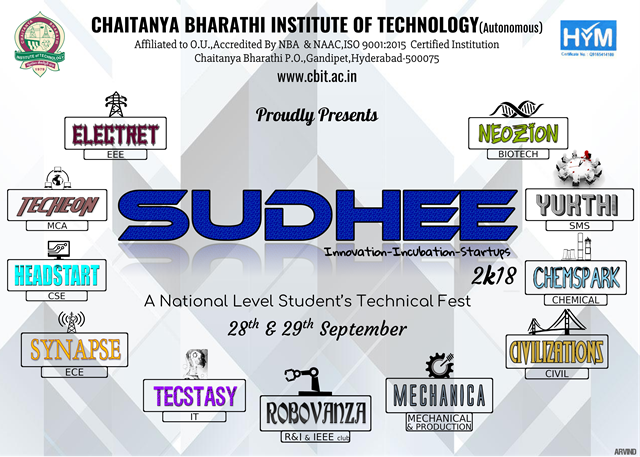 CHAITANYA BHARATHI INSTITUTE OF TECHNOLOGY(Autonomous)
Affiliated to O.U.,Accredited By NBA & NAAC,ISO 9001:2015 Certified Institution
Chaitanya Bharathi P.O.,Gandipet,Hyderabad-500075
www.cbit.ac.in
HYM
Proudly Presents
ELECTRET
EEE
NEOZION
BIOTECH
TECHEON
MCA
SUDHEE
Innovation-Incubation-Startups
2k18
YUKTHI
SMS
HEADSTART
CSE
CHEMSPARK
CHEMICAL
A National Level Student's Technical Fest
28th & 29th September
SYNAPSE
ECE
CIVILIZATIONS
CIVIL
TECSTASY
IT
ROBOVANZA
R&I & IEEE club
MECHANICA
MECHANICAL
& PRODUCTION
ARVIND